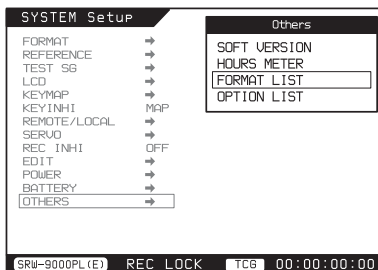 SYSTEM Setup
FORMAT ➡
REFERENCE ➡
TEST SG ➡
LCD ➡
KEYMAP ➡
KEYINHI MAP
REMOTE/LOCAL ➡
SERVO ➡
REC INHI OFF
EDIT ➡
POWER ➡
BATTERY ➡
OTHERS ➡
Others
SOFT VERSION
HOURS METER
FORMAT LIST
OPTION LIST
SRW-9000PL(E) REC LOCK TCG 00:00:00:00